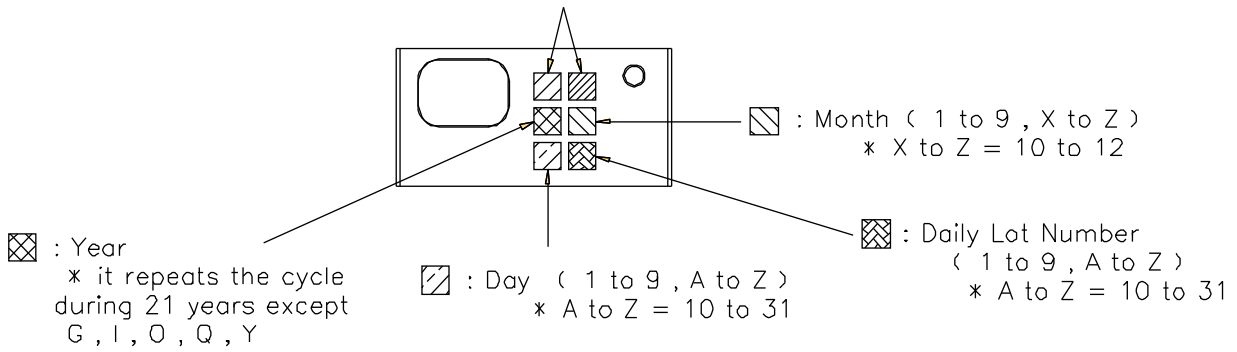 : Month ( 1 to 9 , X to Z )
* X to Z = 10 to 12
: Year
* it repeats the cycle
during 21 years except
G , I , O , Q , Y
: Day ( 1 to 9 , A to Z )
* A to Z = 10 to 31
: Daily Lot Number
( 1 to 9 , A to Z )
* A to Z = 10 to 31